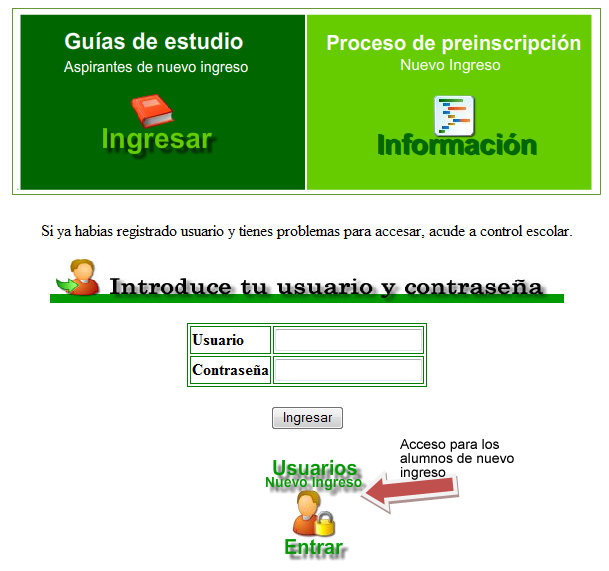 Guías de estudio
Aspirantes de nuevo ingreso
Ingresar
Proceso de preinscripción
Nuevo Ingreso
Información
Si ya habias registrado usuario y tienes problemas para accesar, acude a control escolar.
Introduce tu usuario y contraseña
Usuario
Contraseña
Ingresar
Acceso para los
alumnos de nuevo
ingreso
Usuarios
Nuevo Ingreso
Entrar